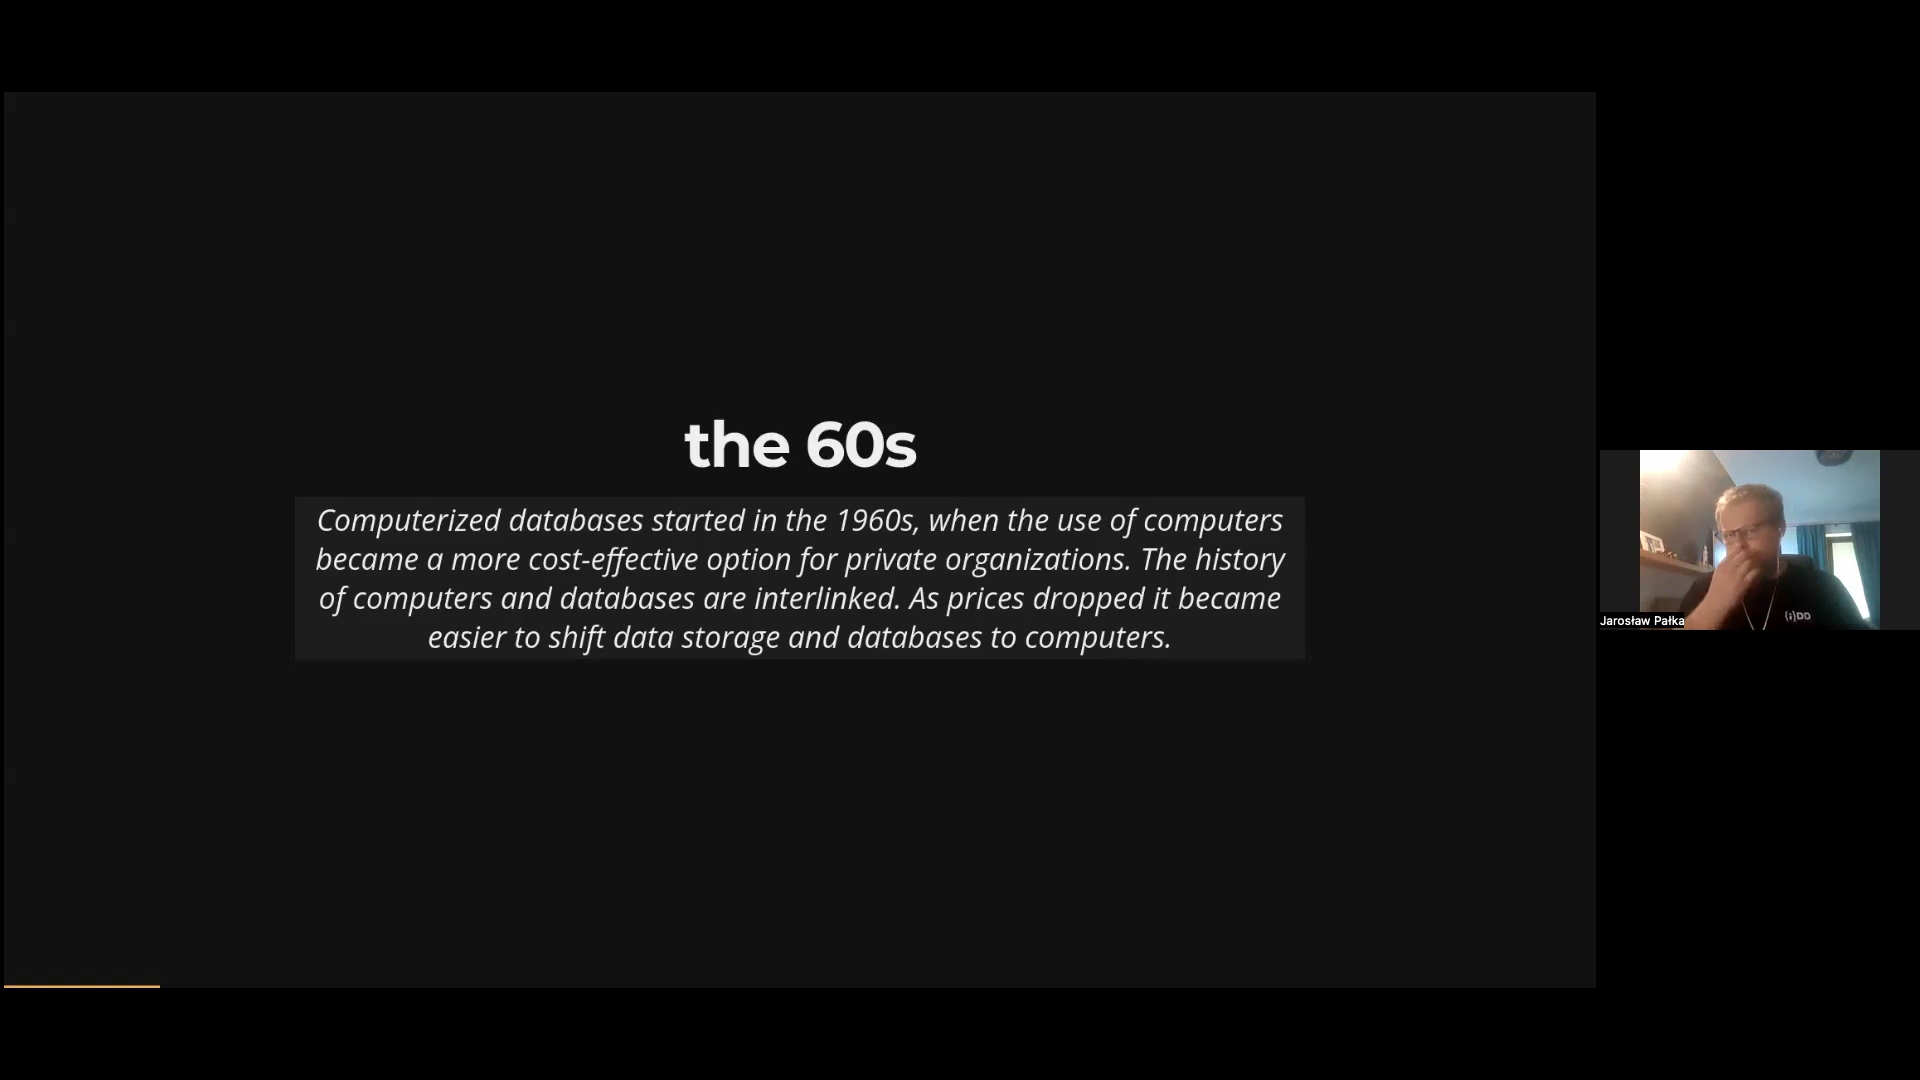 the 60s
Computerized databases started in the 1960s, when the use of computers
became a more cost-effective option for private organizations. The history
of computers and databases are interlinked. As prices dropped it became
easier to shift data storage and databases to computers.
Jarosław Pałka
(i)DD